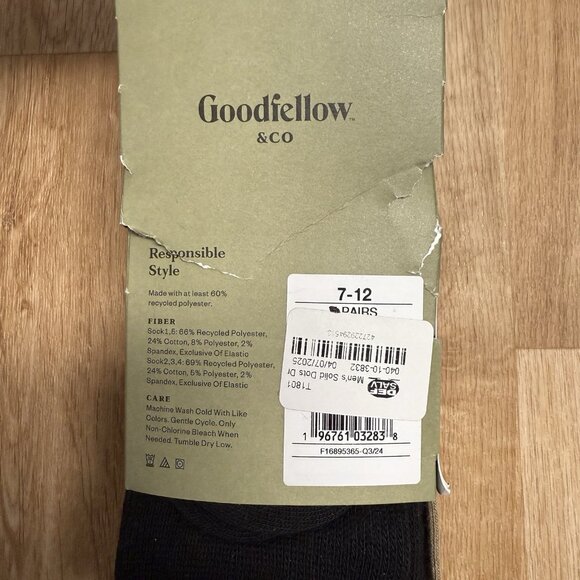 Goodfellow™
&CO
Responsible
Style
Made with at least 60%
recycled polyester.
FIBER
Sock1,5: 66% Recycled Polyester,
24% Cotton, 8% Polyester, 2%
Spandex, Exclusive Of Elastic
Sock2,3,4: 69% Recycled Polyester,
24% Cotton, 5% Polyester, 2%
Spandex, Exclusive Of Elastic
CARE
Machine Wash Cold With Like
Colors. Gentle Cycle. Only
Non-Chlorine Bleach When
Needed. Tumble Dry Low.
7-12
PAIRS
T1801
Men's Solid Dots Dr
040-10-3832
04/07/2025
DEF
SALV
1 96761 03283 8
F16895365-Q3/24